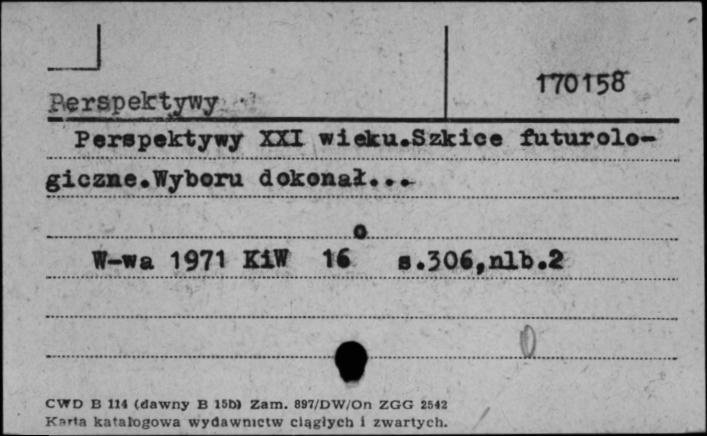 170158
Perspektywy
Perspektywy XXI wieku.Szkice futurolo-
giczne.Wyboru dokonał...
W-wa 1971 KiW 16° s.306,nlb.2
0
CWD B 114 (dawny B 15b) Zam. 897/DW/On ZGG 2542
Karta katalogowa wydawnictw ciągłych i zwartych.